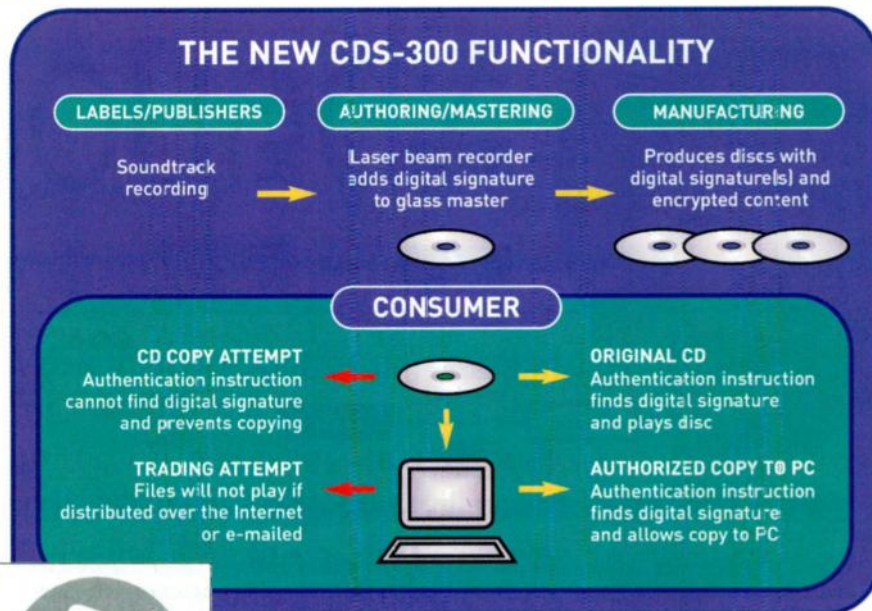 THE NEW CDS-300 FUNCTIONALITY
LABELS/PUBLISHERS
Soundtrack
recording
AUTHORING/MASTERING
Laser beam recorder
adds digital signature
to glass master
MANUFACTURING
Produces discs with
digital signature(s) and
encrypted content
CONSUMER
CD COPY ATTEMPT
Authentication instruction
cannot find digital signature
and prevents copying
ORIGINAL CD
Authentication instruction
finds digital signature
and plays disc
TRADING ATTEMPT
Files will not play if
distributed over the Internet
or e-mailed
AUTHORIZED COPY TO PC
Authentication instruction
finds digital signature
and allows copy to PC